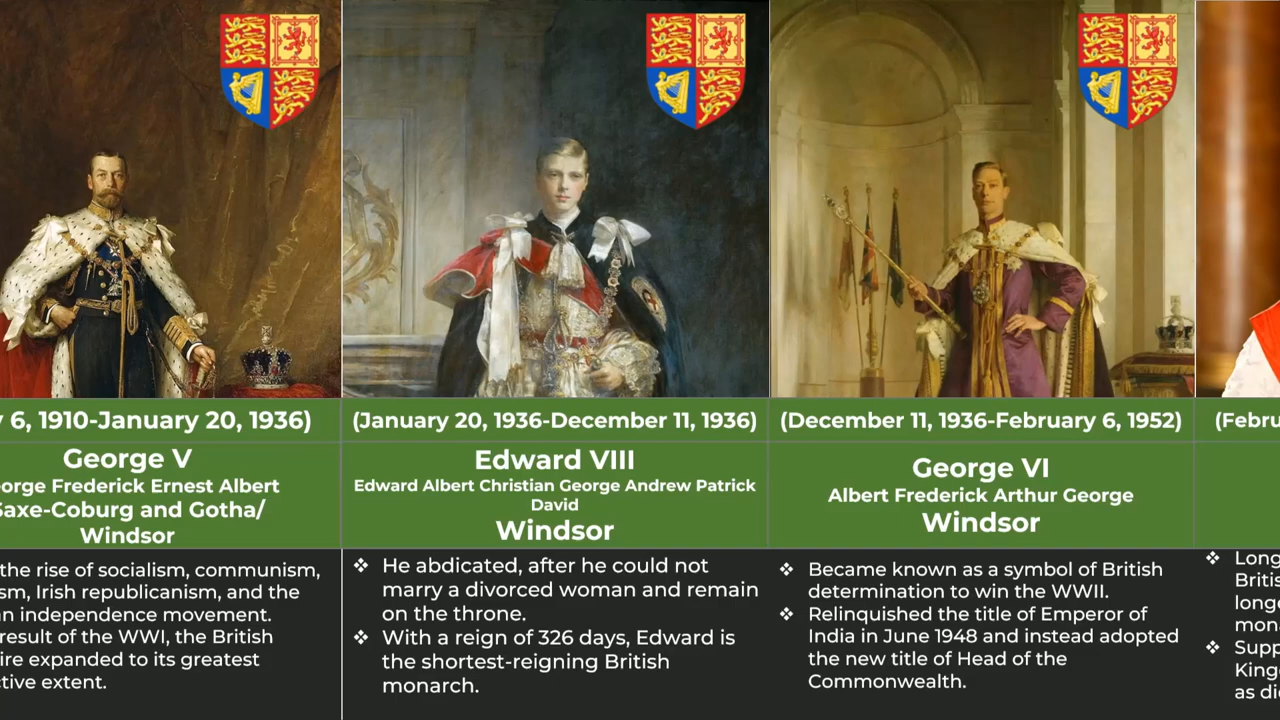 6, 1910-January 20, 1936)
George V
orge Frederick Ernest Albert
Saxe-Coburg and Gotha/
Windsor
the rise of socialism, communism,
sm, Irish republicanism, and the
an independence movement.
result of the WWI, the British
ire expanded to its greatest
ctive extent.
(January 20, 1936-December 11, 1936)
Edward VIII
Edward Albert Christian George Andrew Patrick
David
Windsor
❖ He abdicated, after he could not
marry a divorced woman and remain
on the throne.
❖ With a reign of 326 days, Edward is
the shortest-reigning British
monarch.
(December 11, 1936-February 6, 1952)
George VI
Albert Frederick Arthur George
Windsor
❖ Became known as a symbol of British
determination to win the WWII.
❖ Relinquished the title of Emperor of
India in June 1948 and instead adopted
the new title of Head of the
Commonwealth.
(Febru
❖ Long
Britis
longe
mona
❖ Supp
King
as di